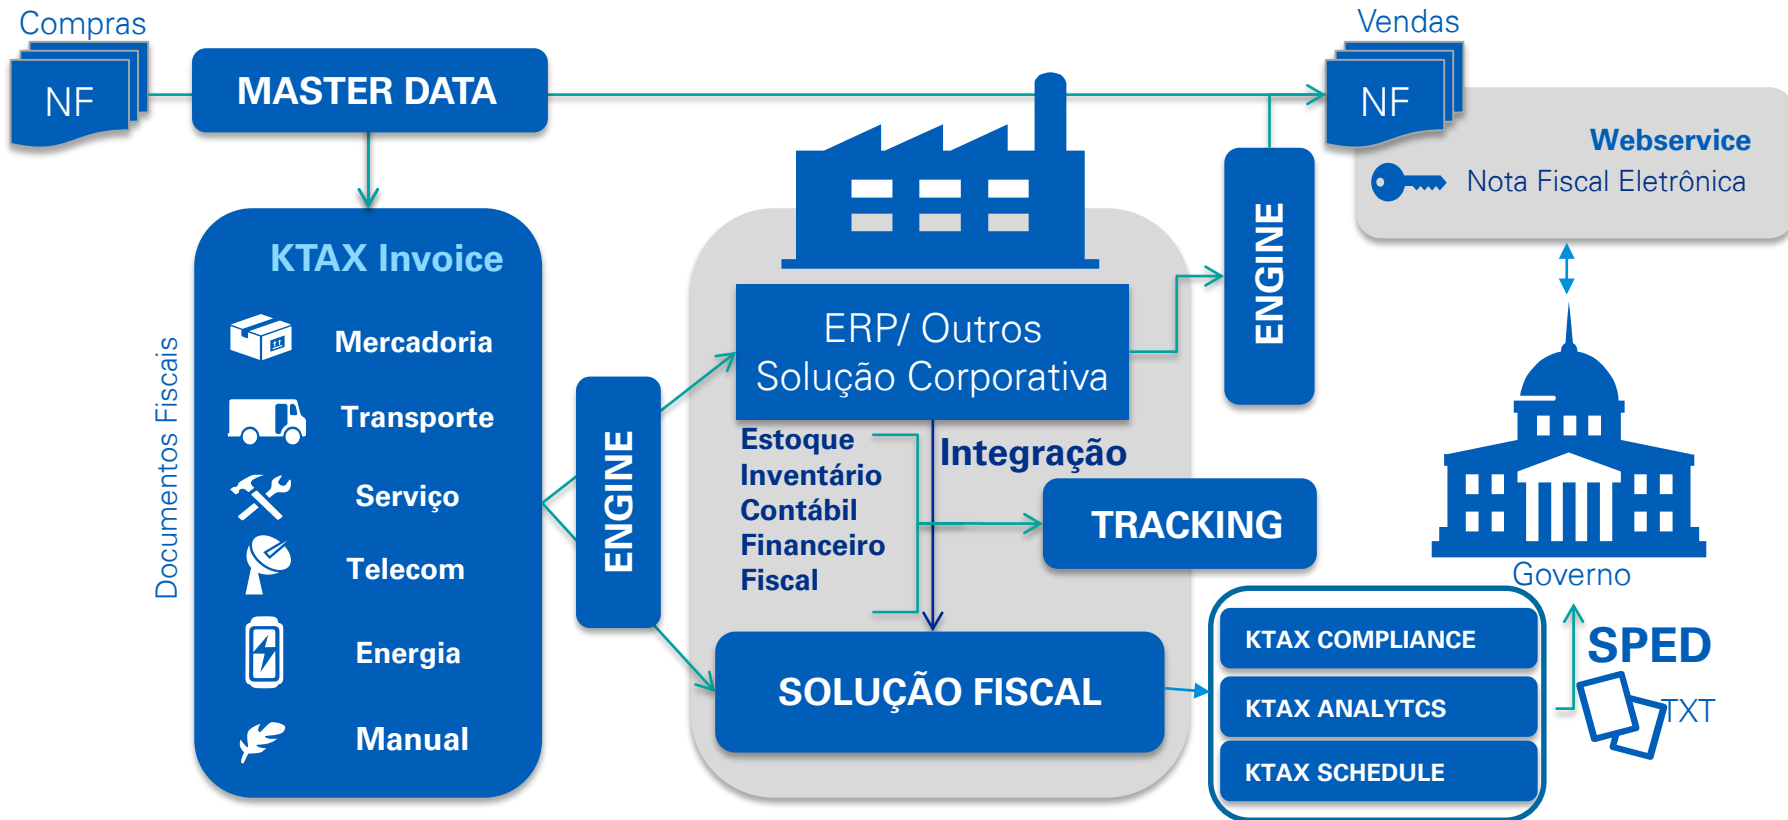 Compras
NF
MASTER DATA
Vendas
NF
Webservice
Nota Fiscal Eletrônica
Documentos Fiscais
KTAX Invoice
Mercadoria
Transporte
Serviço
Telecom
Energia
Manual
ENGINE
ERP/ Outros
Solução Corporativa
ENGINE
Estoque
Inventário
Contábil
Financeiro
Fiscal
Integração
TRACKING
SOLUÇÃO FISCAL
Governo
KTAX COMPLIANCE
KTAX ANALYTCS
KTAX SCHEDULE
SPED
TXT